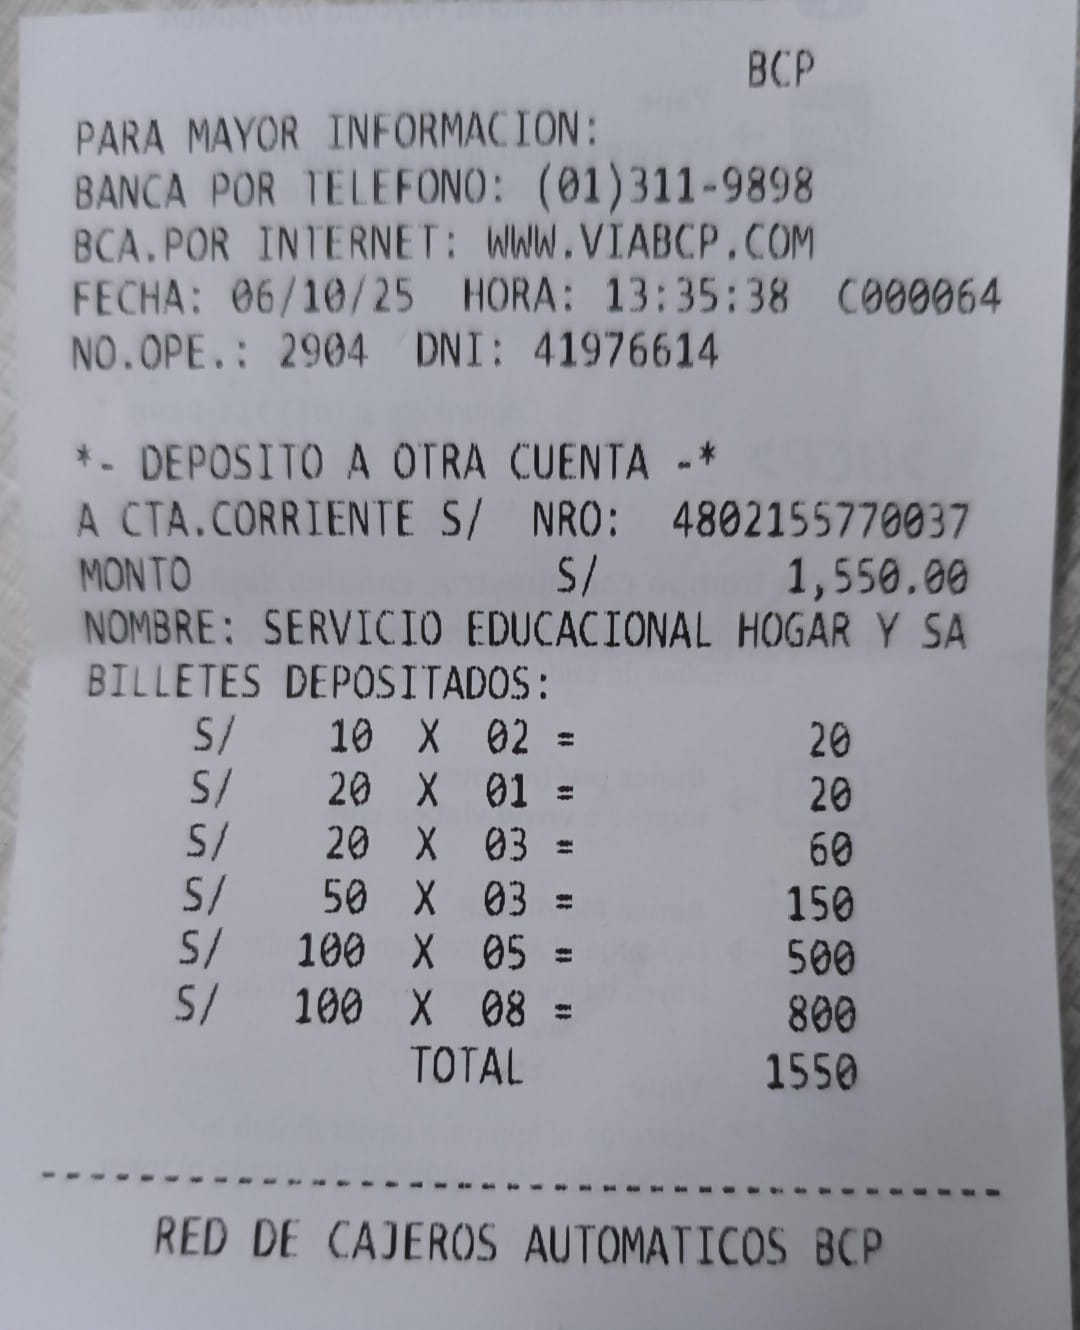 BCP
PARA MAYOR INFORMACION:
BANCA POR TELEFONO: (01)311-9898
BCA.POR INTERNET: WWW.VIABCP.COM
FECHA: 06/10/25 HORA: 13:35:38 C000064
NO.OPE.: 2904 DNI: 41976614
*- DEPOSITO A OTRA CUENTA -*
A CTA.CORRIENTE S/ NRO: 4802155770037
MONTO S/ 1,550.00
NOMBRE: SERVICIO EDUCACIONAL HOGAR Y SA
BILLETES DEPOSITADOS:
S/ 10 X 02 = 20
S/ 20 X 01 = 20
S/ 20 X 03 = 60
S/ 50 X 03 = 150
S/ 100 X 05 = 500
S/ 100 X 08 = 800
TOTAL 1550
--------------------------------------
RED DE CAJEROS AUTOMATICOS BCP